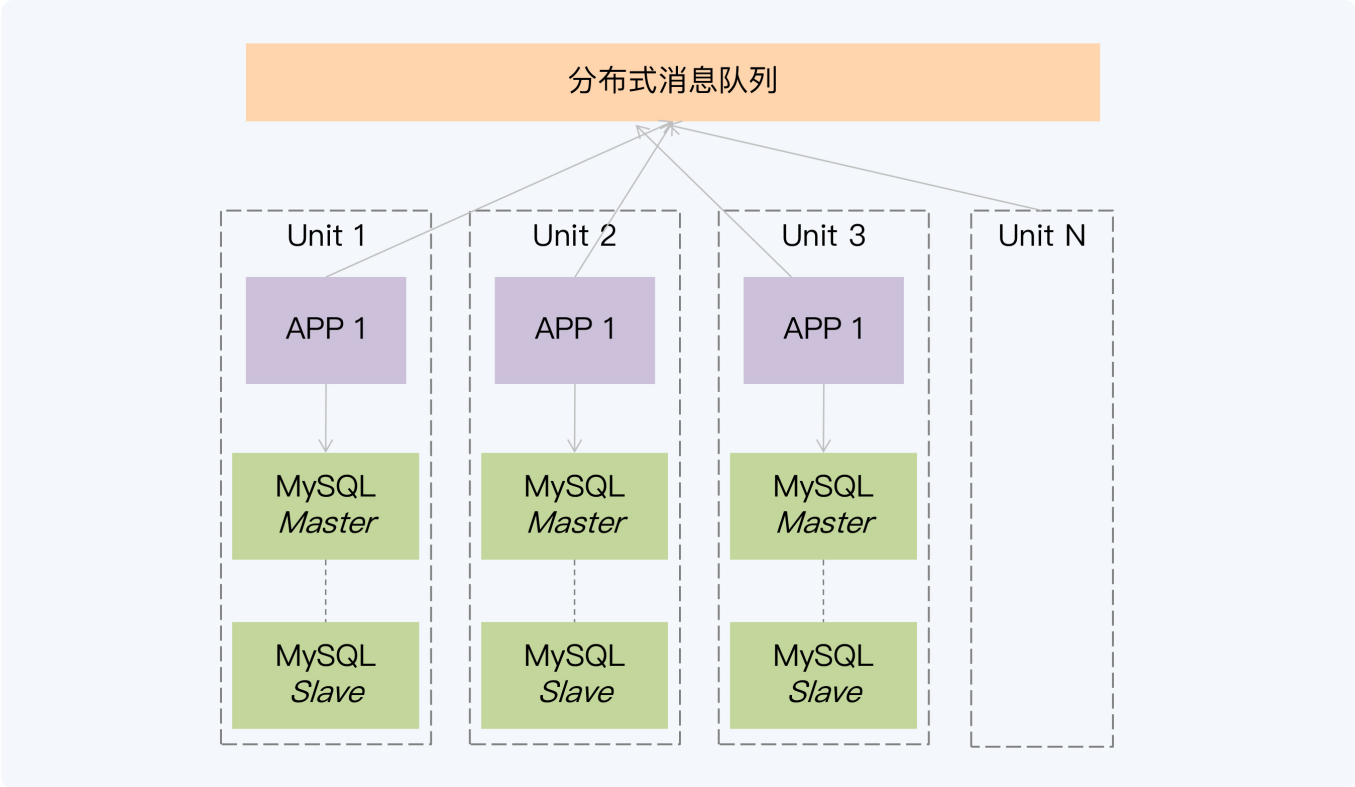 分布式消息队列
Unit 1
Unit 2
Unit 3
Unit N
APP 1
APP 1
APP 1
MySQL
Master
MySQL
Master
MySQL
Master
MySQL
Slave
MySQL
Slave
MySQL
Slave